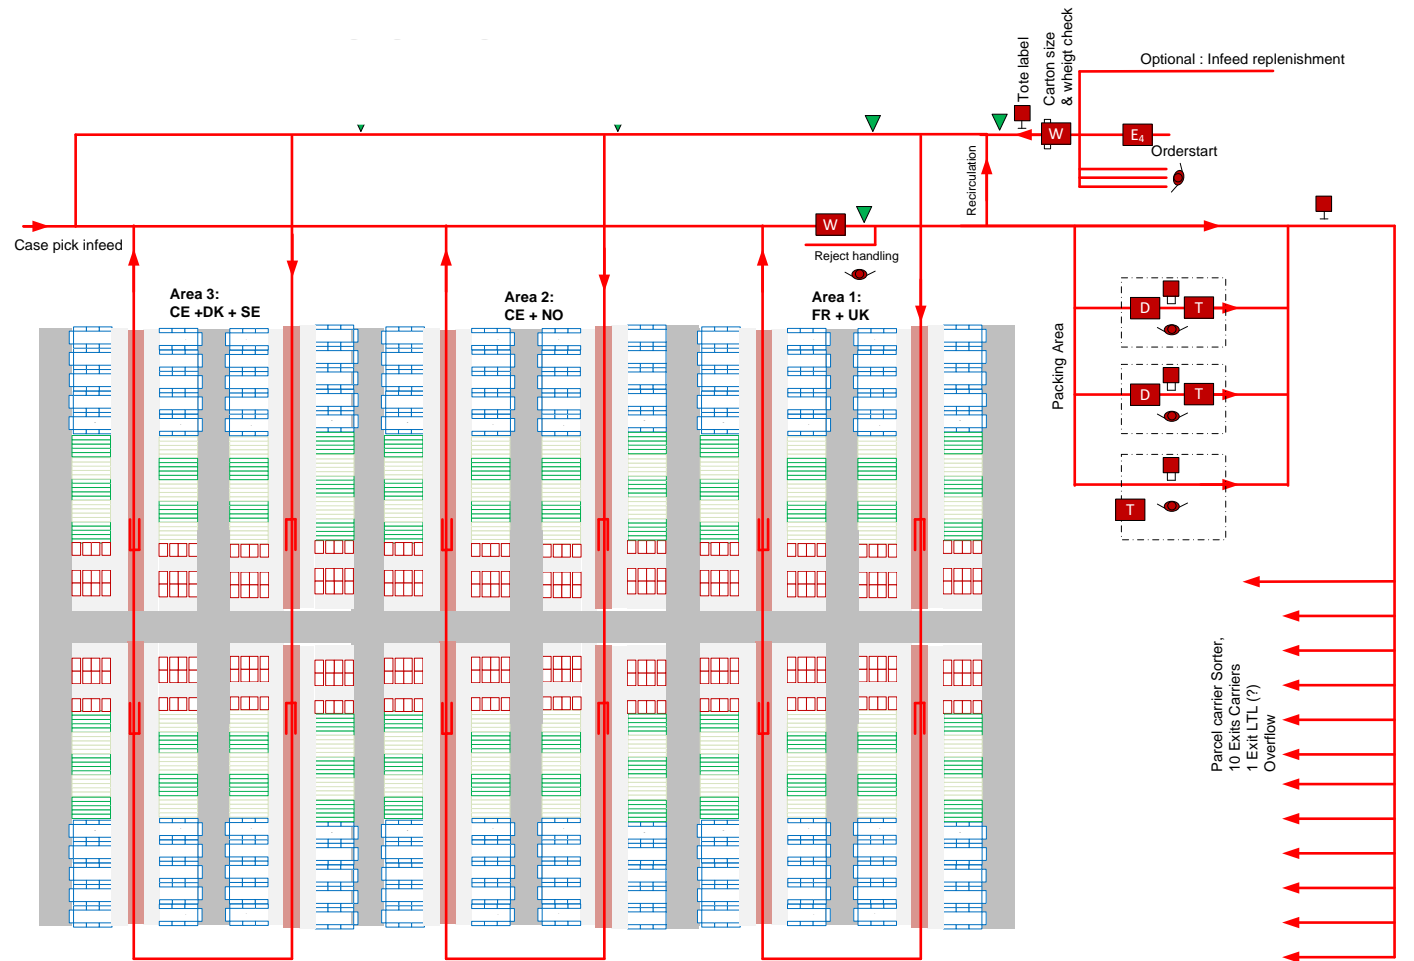 Tote label
Carton size
& wheigt check
Optional : Infeed replenishment
W
E4
Orderstart
Recirculation
Case pick infeed
W
Reject handling
Area 3:
CE +DK + SE
Area 2:
CE + NO
Area 1:
FR + UK
Packing Area
D
T
D
T
T
Parcel carrier Sorter,
10 Exits Carriers
1 Exit LTL (?)
Overflow